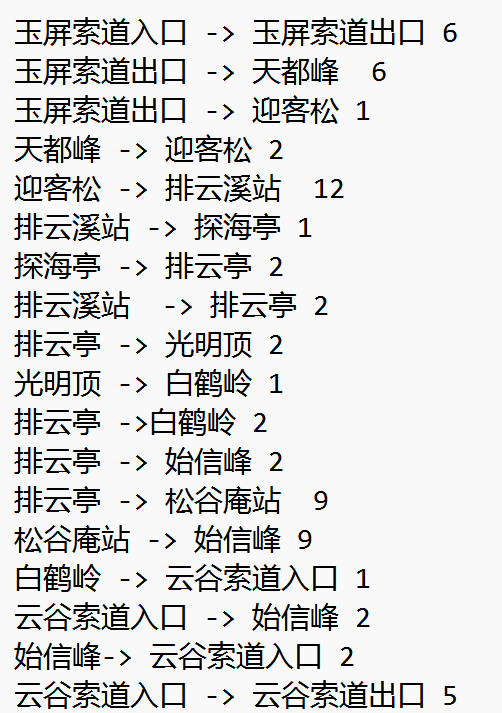 玉屏索道入口 -> 玉屏索道出口 6
玉屏索道出口 -> 天都峰  6
玉屏索道出口 -> 迎客松 1
天都峰 -> 迎客松 2
迎客松 -> 排云溪站  12
排云溪站 -> 探海亭 1
探海亭 -> 排云亭 2
排云溪站  -> 排云亭 2
排云亭 -> 光明顶 2
光明顶 -> 白鹤岭 1
排云亭 ->白鹤岭 2
排云亭 -> 始信峰 2
排云亭 -> 松谷庵站  9
松谷庵站 -> 始信峰 9
白鹤岭 -> 云谷索道入口 1
云谷索道入口 -> 始信峰 2
始信峰-> 云谷索道入口 2
云谷索道入口 -> 云谷索道出口 5